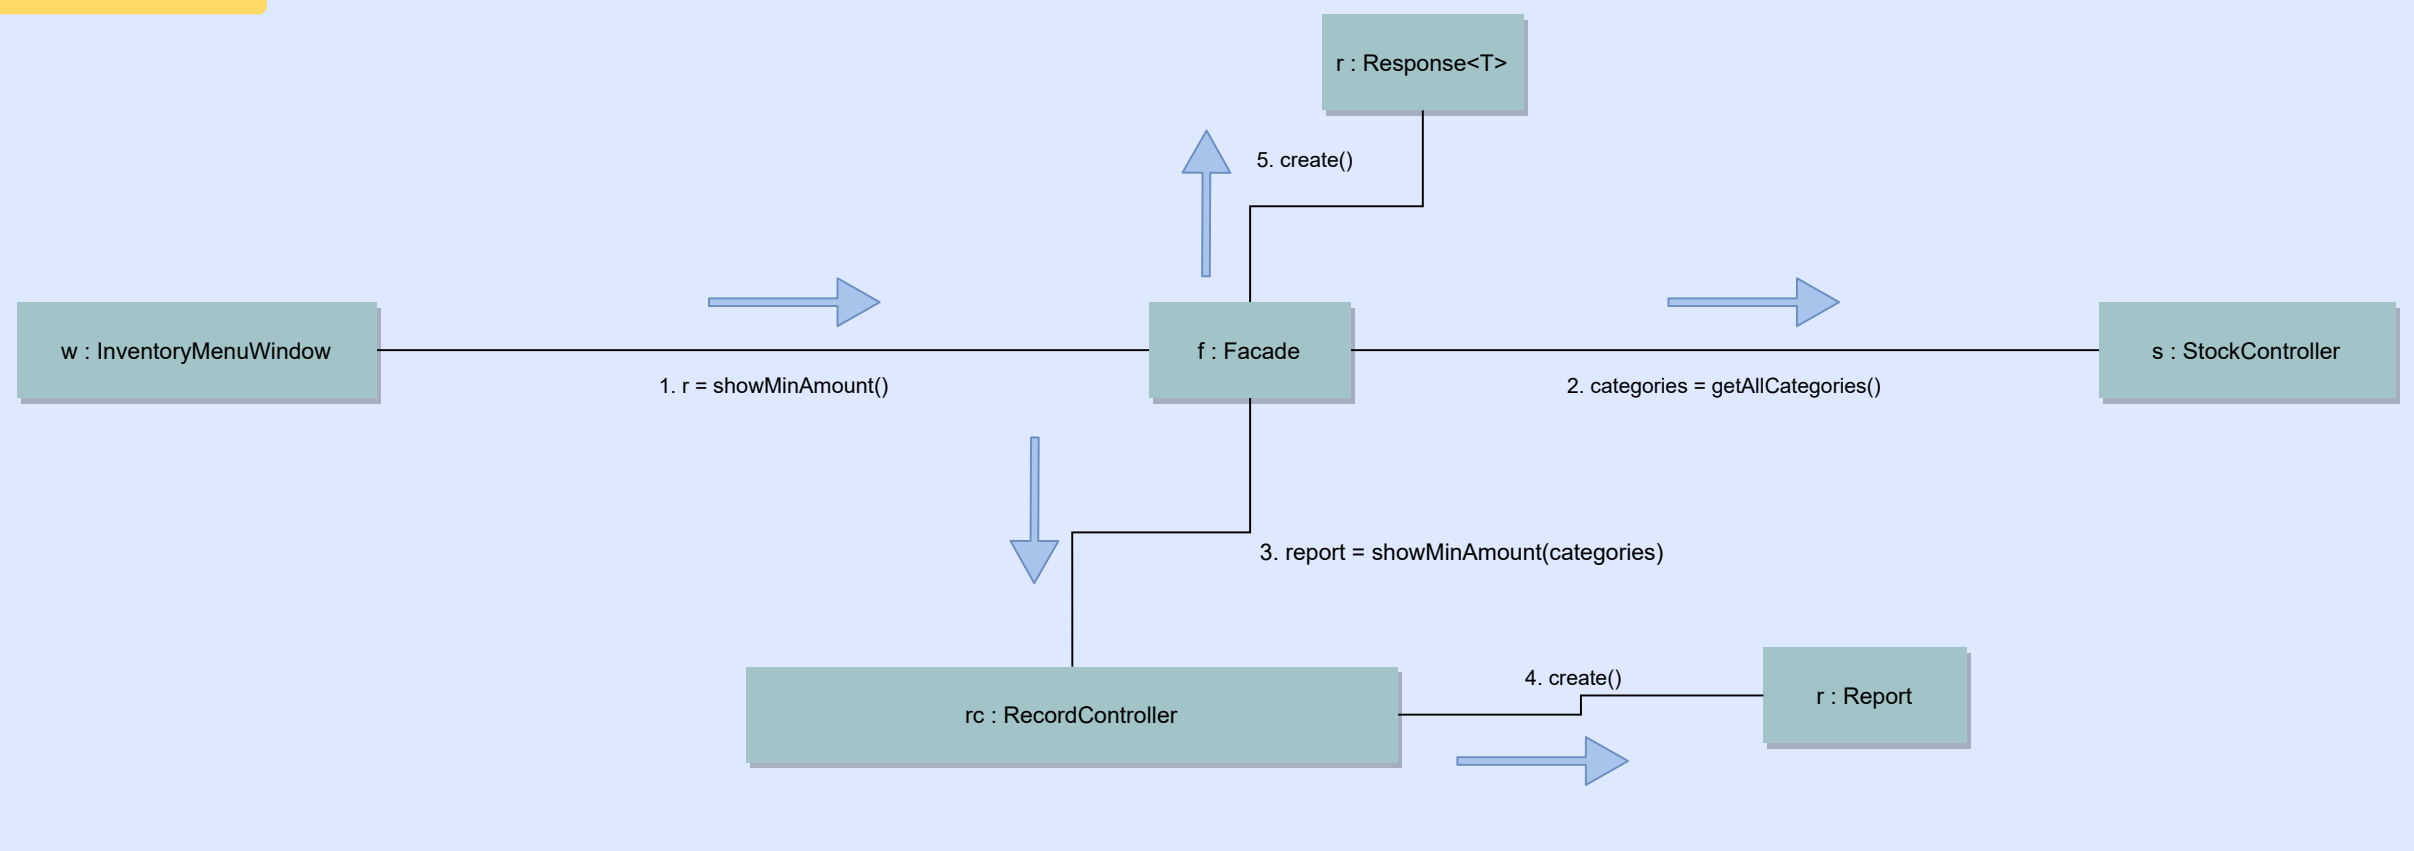 r : Response<T>
5. create()
w : InventoryMenuWindow
f : Facade
s : StockController
1. r = showMinAmount()
2. categories = getAllCategories()
3. report = showMinAmount(categories)
4. create()
r : Report
rc : RecordController